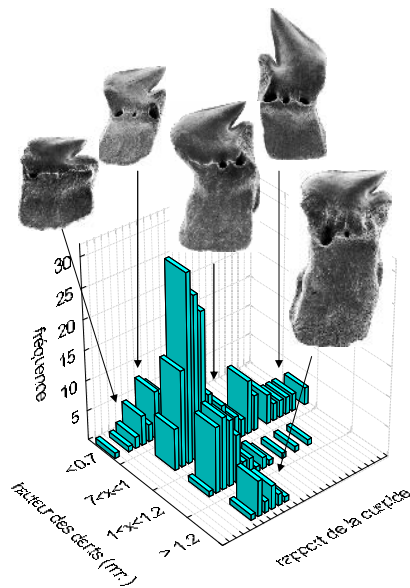 30
25
20
15
10
5
fréquence
<0.7
7<x<1
1<x<1.2
> 1.2
hauteur des dents (mm)
rapport de la cuspide